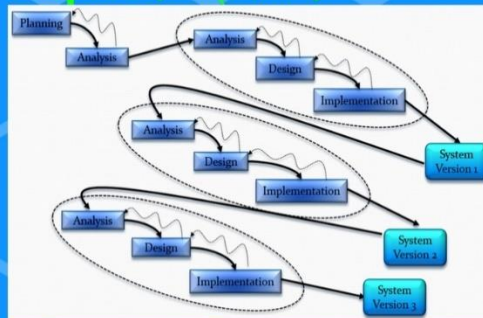 Planning
Analysis
Analysis
Design
Implementation
System
Version 1
Analysis
Design
Implementation
System
Version 2
Analysis
Design
Implementation
System
Version 3